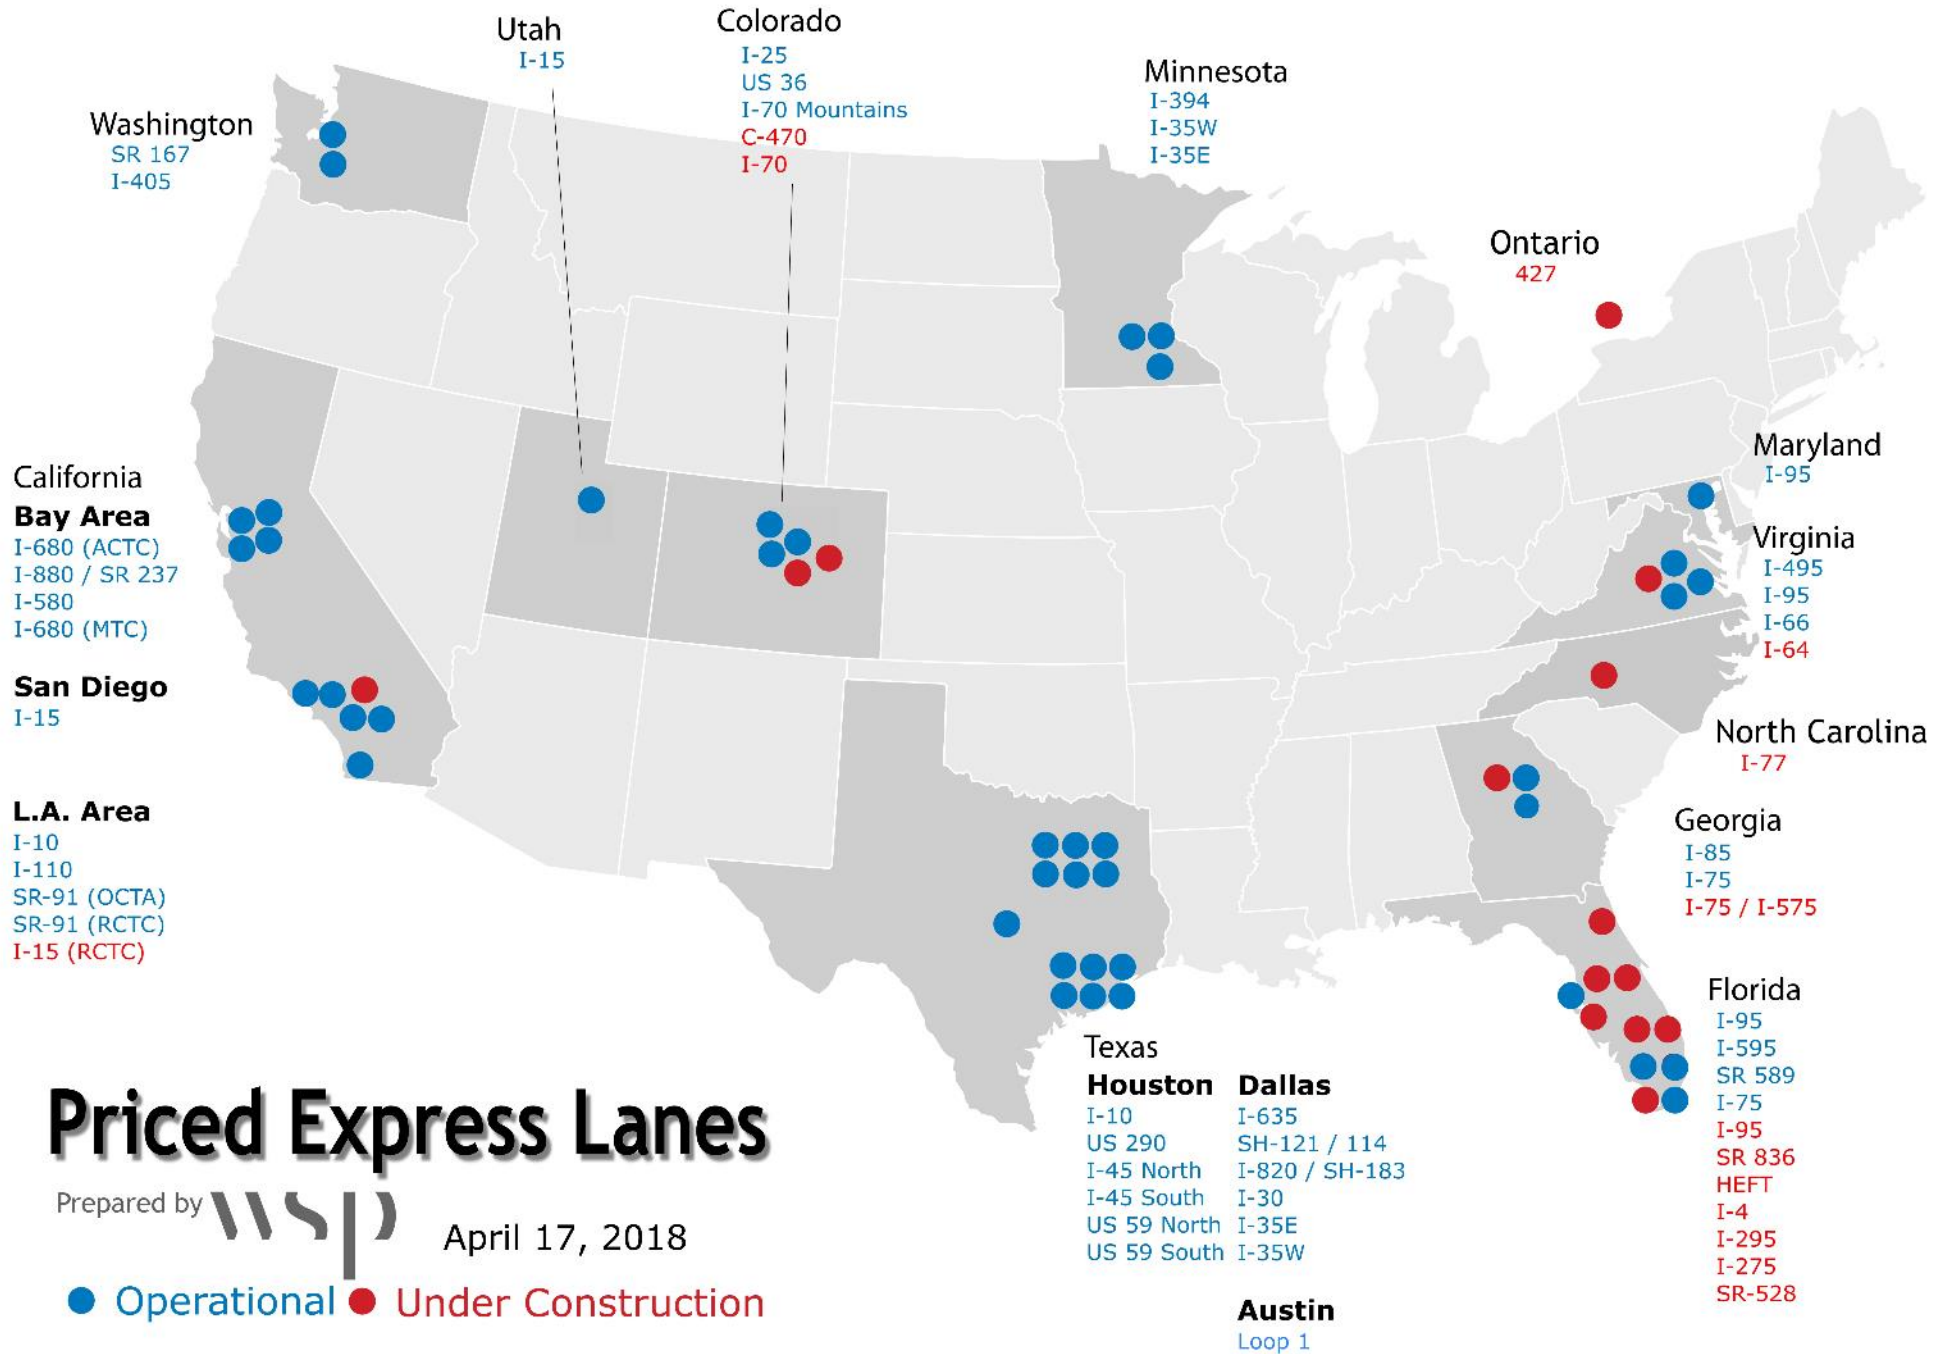 Utah
I-15
Colorado
I-25
US 36
I-70 Mountains
C-470
I-70
Minnesota
I-394
I-35W
I-35E
Washington
SR 167
I-405
Ontario
427
Maryland
I-95
Virginia
I-495
I-95
I-66
I-64
California
Bay Area
I-680 (ACTC)
I-880 / SR 237
I-580
I-680 (MTC)
San Diego
I-15
L.A. Area
I-10
I-110
SR-91 (OCTA)
SR-91 (RCTC)
I-15 (RCTC)
North Carolina
I-77
Georgia
I-85
I-75
I-75 / I-575
Florida
I-95
I-595
SR 589
I-75
I-95
SR 836
HEFT
I-4
I-295
I-275
SR-528
Texas
Houston
I-10
US 290
I-45 North
I-45 South
US 59 North
US 59 South
Dallas
I-635
SH-121 / 114
I-820 / SH-183
I-30
I-35E
I-35W
Austin
Loop 1
Priced Express Lanes
Prepared by wsp
April 17, 2018
Operational
Under Construction